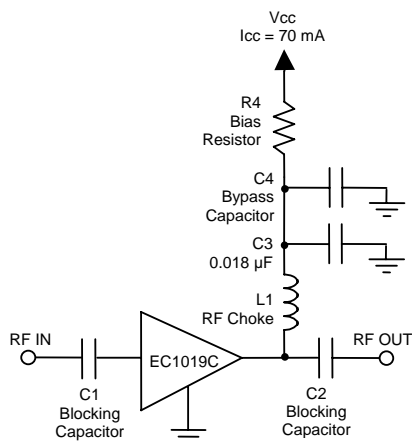 Vcc
Icc = 70 mA
R4
Bias
Resistor
C4
Bypass
Capacitor
C3
0.018 µF
L1
RF Choke
RF IN
EC1019C
RF OUT
C1
Blocking
Capacitor
C2
Blocking
Capacitor